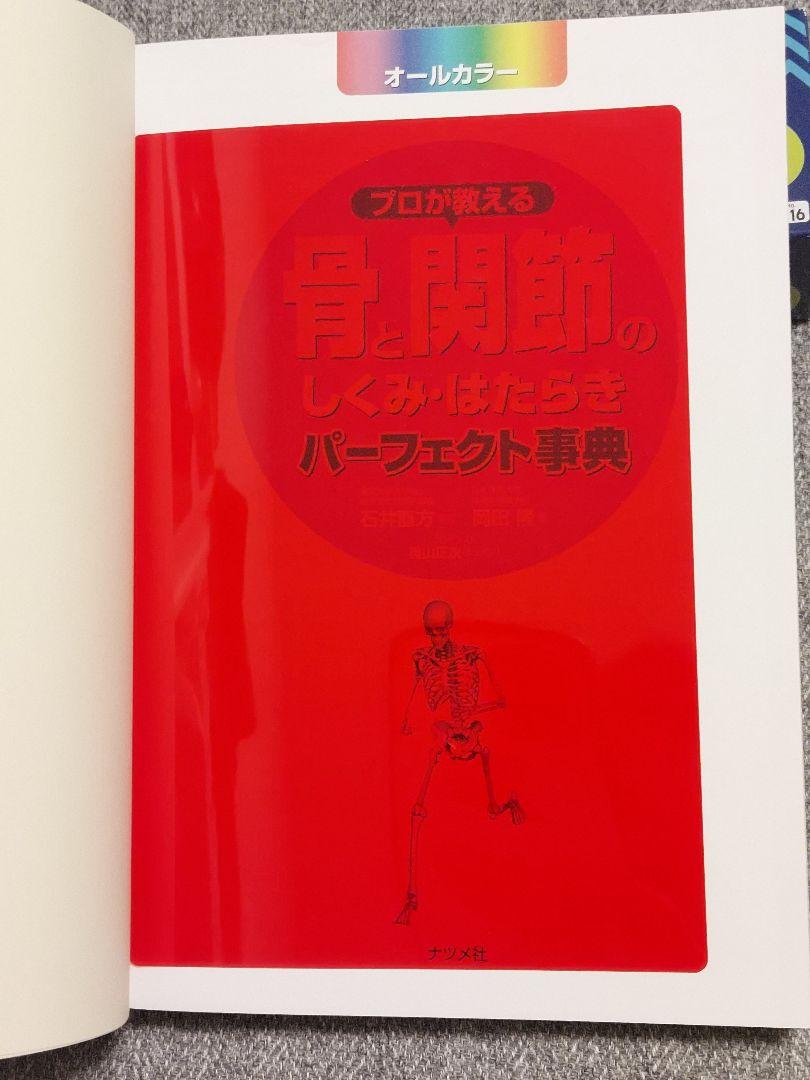 オールカラー
プロが教える
骨と関節の
しくみ・はたらき
パーフェクト事典
石井直方 岡田 隆
ナツメ社
16